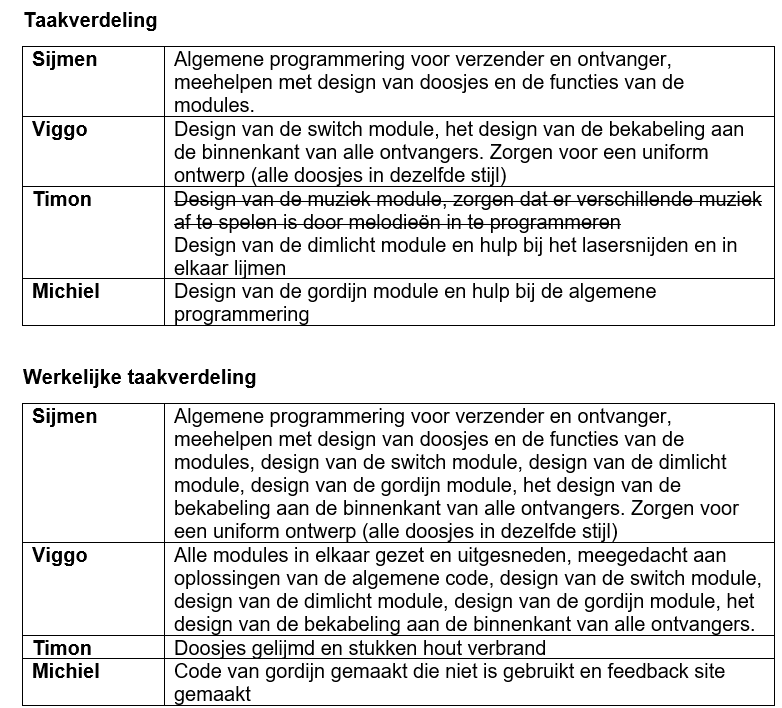 Taakverdeling
Sijmen
Algemene programmering voor verzender en ontvanger,
meehelpen met design van doosjes en de functies van de
modules.
Viggo
Design van de switch module, het design van de bekabeling aan
de binnenkant van alle ontvangers. Zorgen voor een uniform
ontwerp (alle doosjes in dezelfde stijl)
Timon
Design van de muziek module, zorgen dat er verschillende muziek
af te spelen is door melodieën in te programmeren
Design van de dimlicht module en hulp bij het lasersnijden en in
elkaar lijmen
Michiel
Design van de gordijn module en hulp bij de algemene
programmering
Werkelijke taakverdeling
Sijmen
Algemene programmering voor verzender en ontvanger,
meehelpen met design van doosjes en de functies van de
modules, design van de switch module, design van de dimlicht
module, design van de gordijn module, het design van de
bekabeling aan de binnenkant van alle ontvangers. Zorgen voor
een uniform ontwerp (alle doosjes in dezelfde stijl)
Viggo
Alle modules in elkaar gezet en uitgesneden, meegedacht aan
oplossingen van de algemene code, design van de switch module,
design van de dimlicht module, design van de gordijn module, het
design van de bekabeling aan de binnenkant van alle ontvangers.
Timon
Doosjes gelijmd en stukken hout verbrand
Michiel
Code van gordijn gemaakt die niet is gebruikt en feedback site
gemaakt